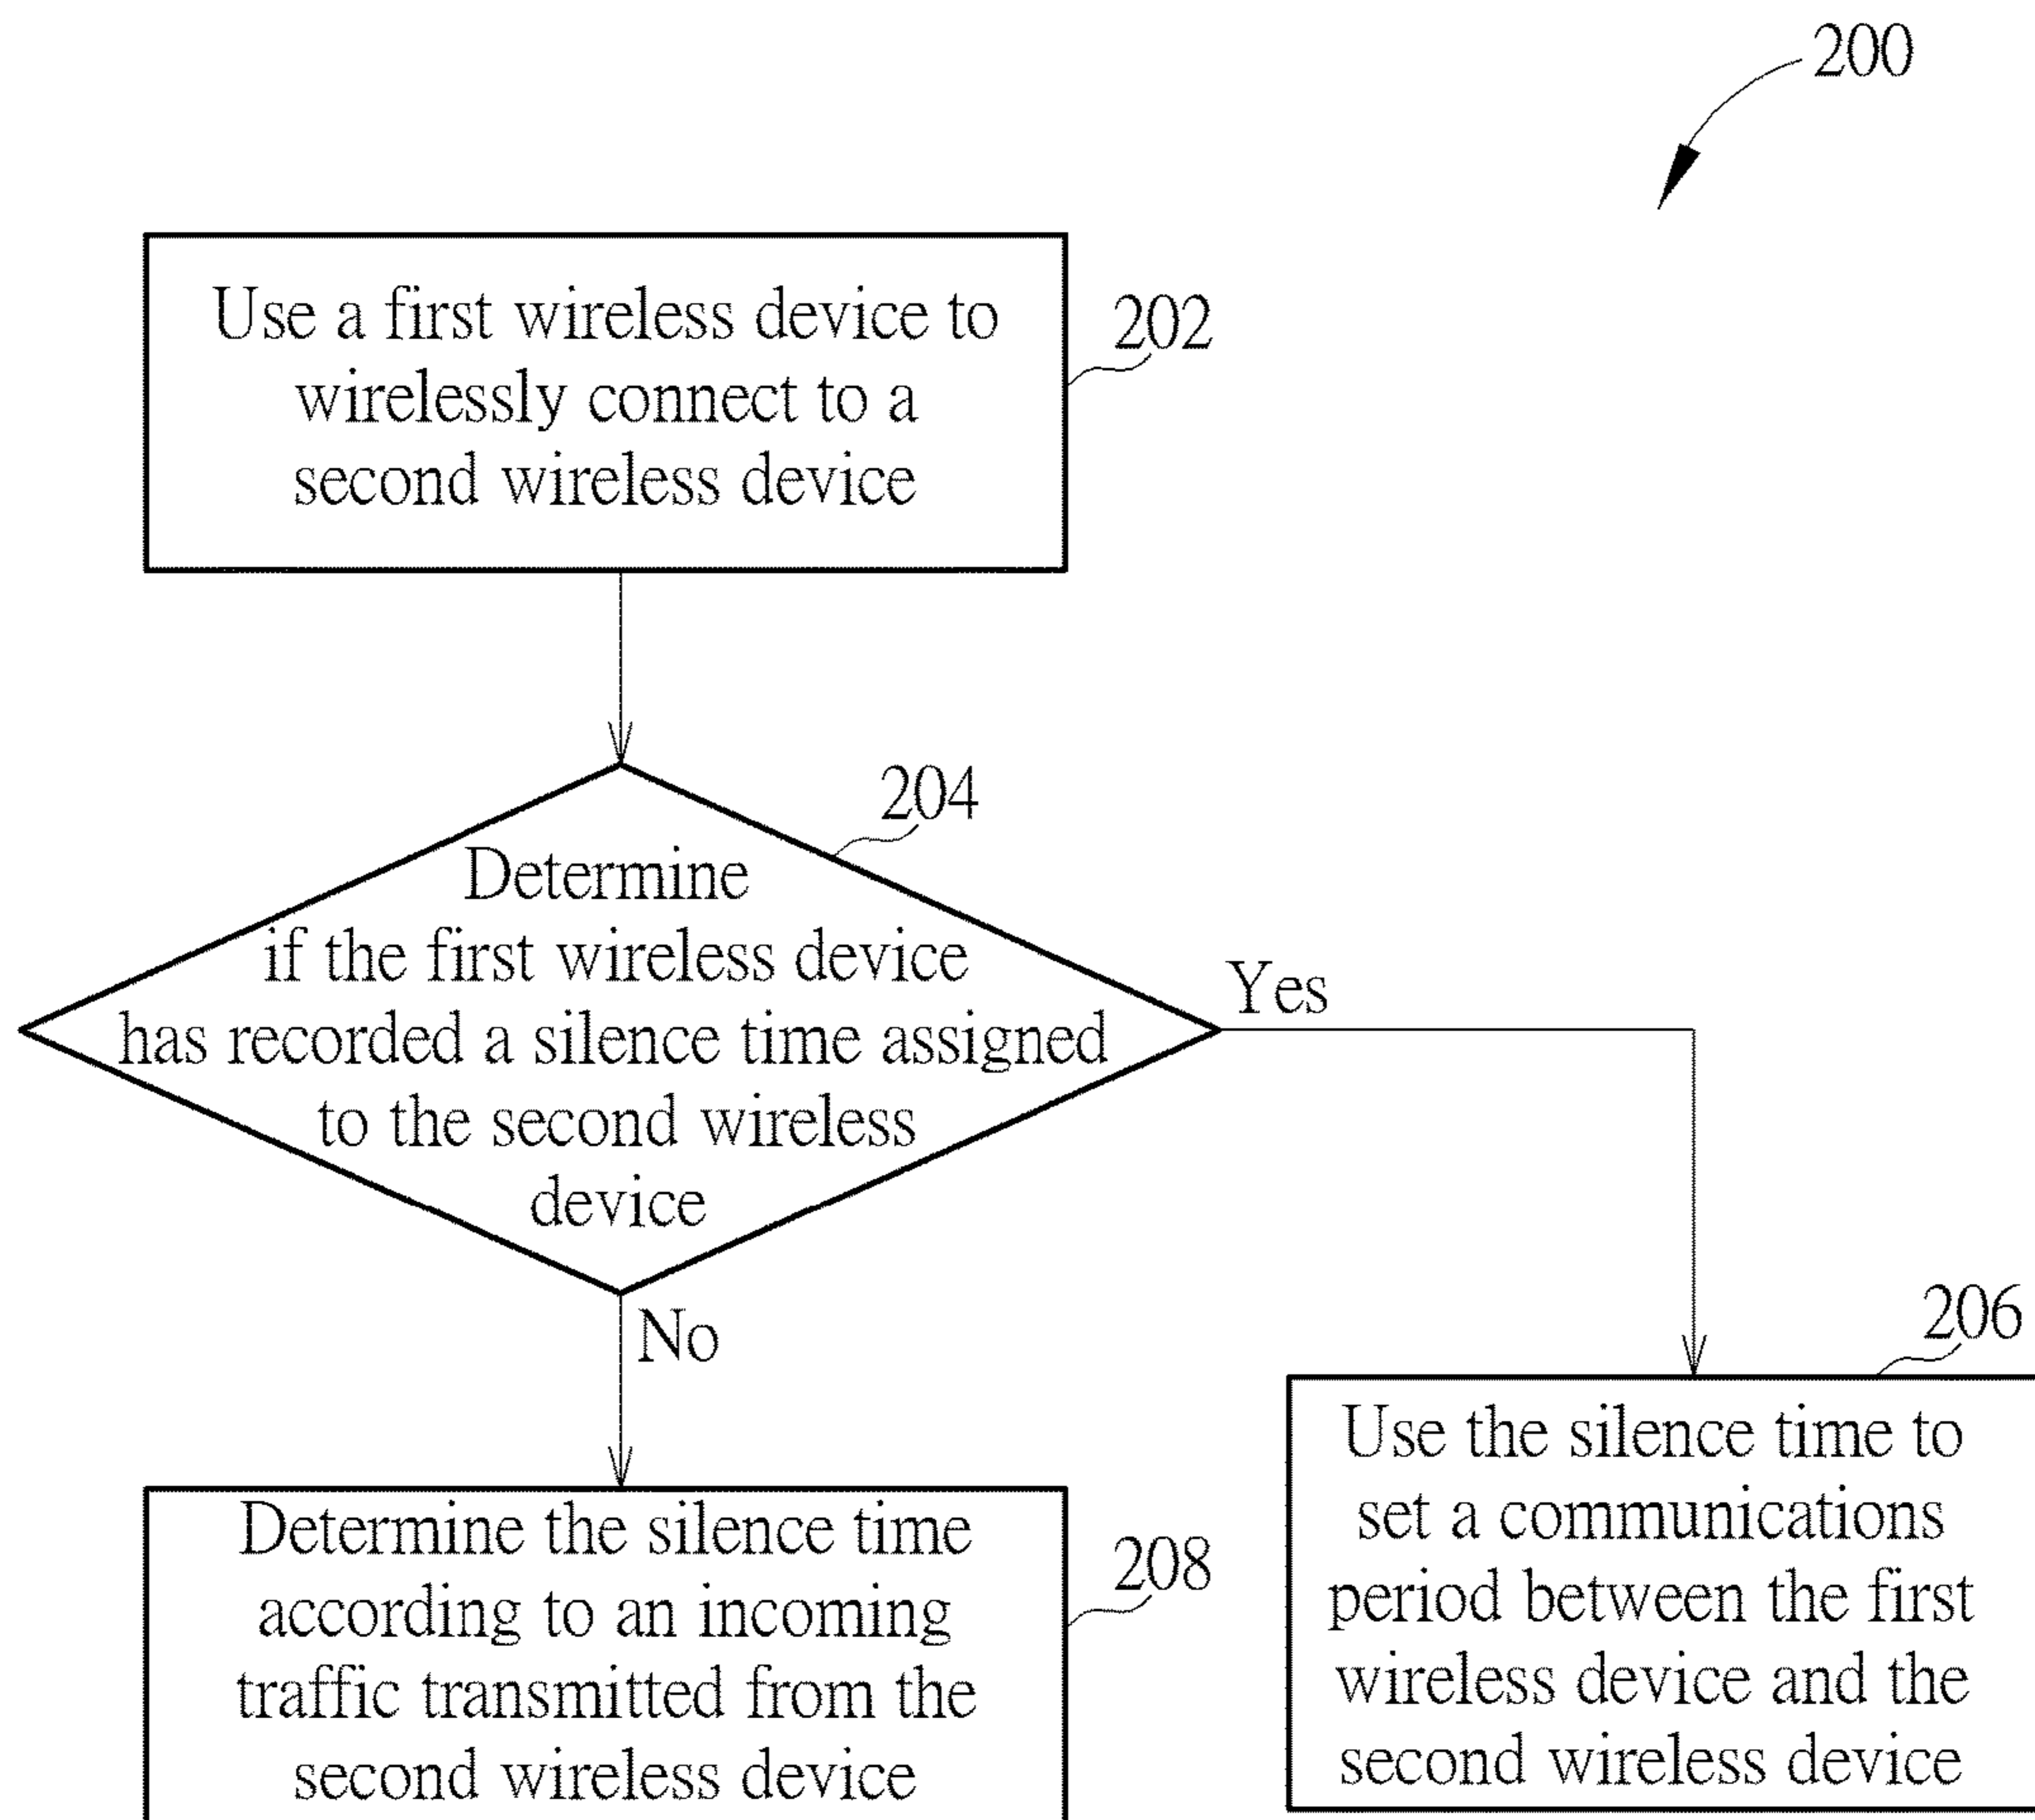 200
Use a first wireless device to
wirelessly connect to a
second wireless device
202
204
Determine
if the first wireless device
has recorded a silence time assigned
to the second wireless
device
Yes
No
206
Use the silence time to
set a communications
period between the first
wireless device and the
second wireless device
Determine the silence time
according to an incoming
traffic transmitted from the
second wireless device
208